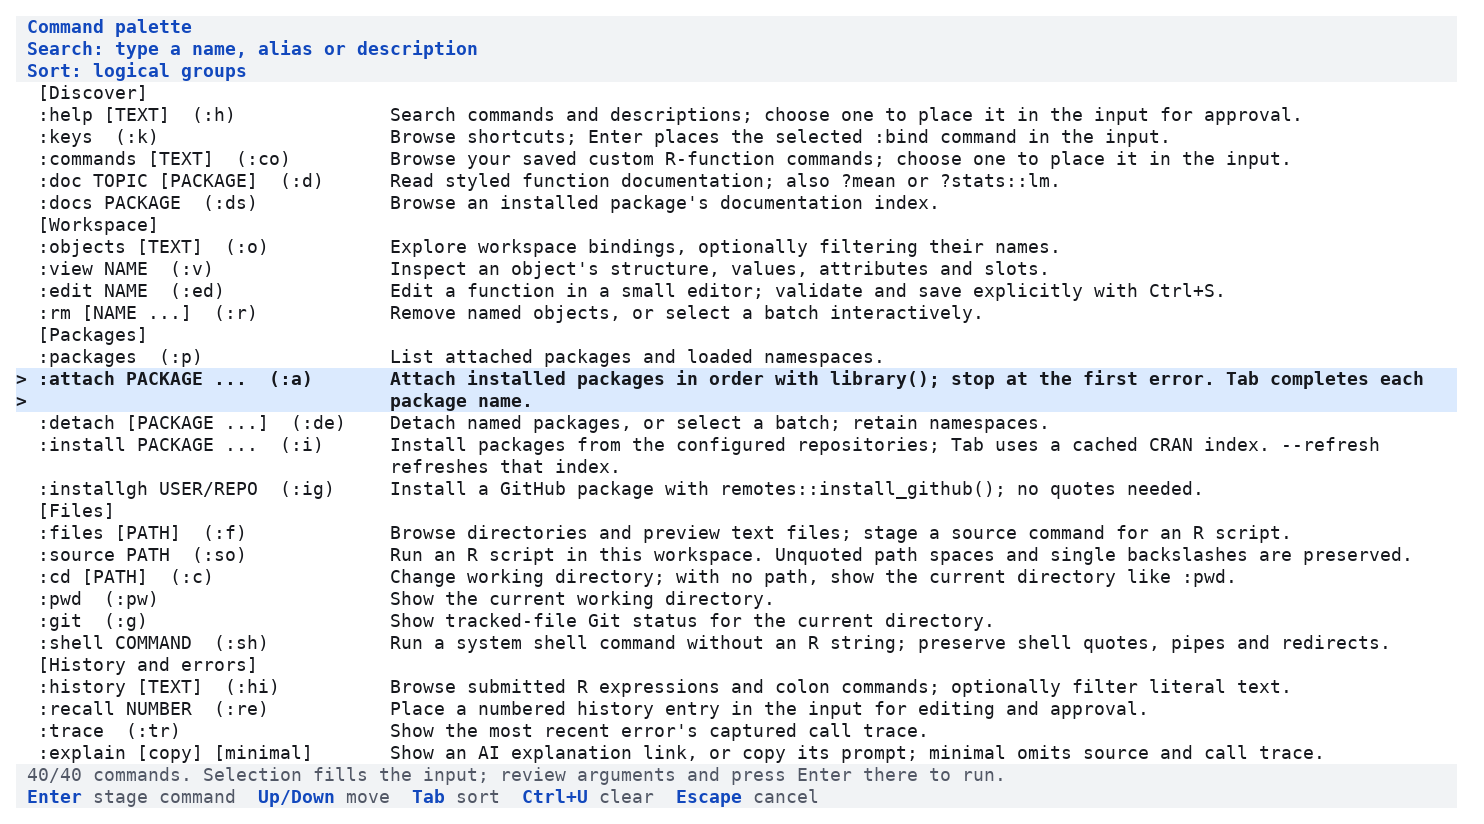 Command palette
Search: type a name, alias or description
Sort: logical groups
[Discover]
:help [TEXT]  (:h)              Search commands and descriptions; choose one to place it in the input for approval.
:keys  (:k)                     Browse shortcuts; Enter places the selected :bind command in the input.
:commands [TEXT]  (:co)         Browse your saved custom R-function commands; choose one to place it in the input.
:doc TOPIC [PACKAGE]  (:d)      Read styled function documentation; also ?mean or ?stats::lm.
:docs PACKAGE  (:ds)            Browse an installed package's documentation index.
[Workspace]
:objects [TEXT]  (:o)           Explore workspace bindings, optionally filtering their names.
:view NAME  (:v)                Inspect an object's structure, values, attributes and slots.
:edit NAME  (:ed)               Edit a function in a small editor; validate and save explicitly with Ctrl+S.
:rm [NAME ...]  (:r)            Remove named objects, or select a batch interactively.
[Packages]
:packages  (:p)                 List attached packages and loaded namespaces.
> :attach PACKAGE ...  (:a)       Attach installed packages in order with library(); stop at the first error. Tab completes each
>                                 package name.
:detach [PACKAGE ...]  (:de)    Detach named packages, or select a batch; retain namespaces.
:install PACKAGE ...  (:i)      Install packages from the configured repositories; Tab uses a cached CRAN index. --refresh
refreshes that index.
:installgh USER/REPO  (:ig)     Install a GitHub package with remotes::install_github(); no quotes needed.
[Files]
:files [PATH]  (:f)             Browse directories and preview text files; stage a source command for an R script.
:source PATH  (:so)             Run an R script in this workspace. Unquoted path spaces and single backslashes are preserved.
:cd [PATH]  (:c)                Change working directory; with no path, show the current directory like :pwd.
:pwd  (:pw)                     Show the current working directory.
:git  (:g)                      Show tracked-file Git status for the current directory.
:shell COMMAND  (:sh)           Run a system shell command without an R string; preserve shell quotes, pipes and redirects.
[History and errors]
:history [TEXT]  (:hi)          Browse submitted R expressions and colon commands; optionally filter literal text.
:recall NUMBER  (:re)           Place a numbered history entry in the input for editing and approval.
:trace  (:tr)                   Show the most recent error's captured call trace.
:explain [copy] [minimal]       Show an AI explanation link, or copy its prompt; minimal omits source and call trace.
40/40 commands. Selection fills the input; review arguments and press Enter there to run.
Enter stage command  Up/Down move  Tab sort  Ctrl+U clear  Escape cancel